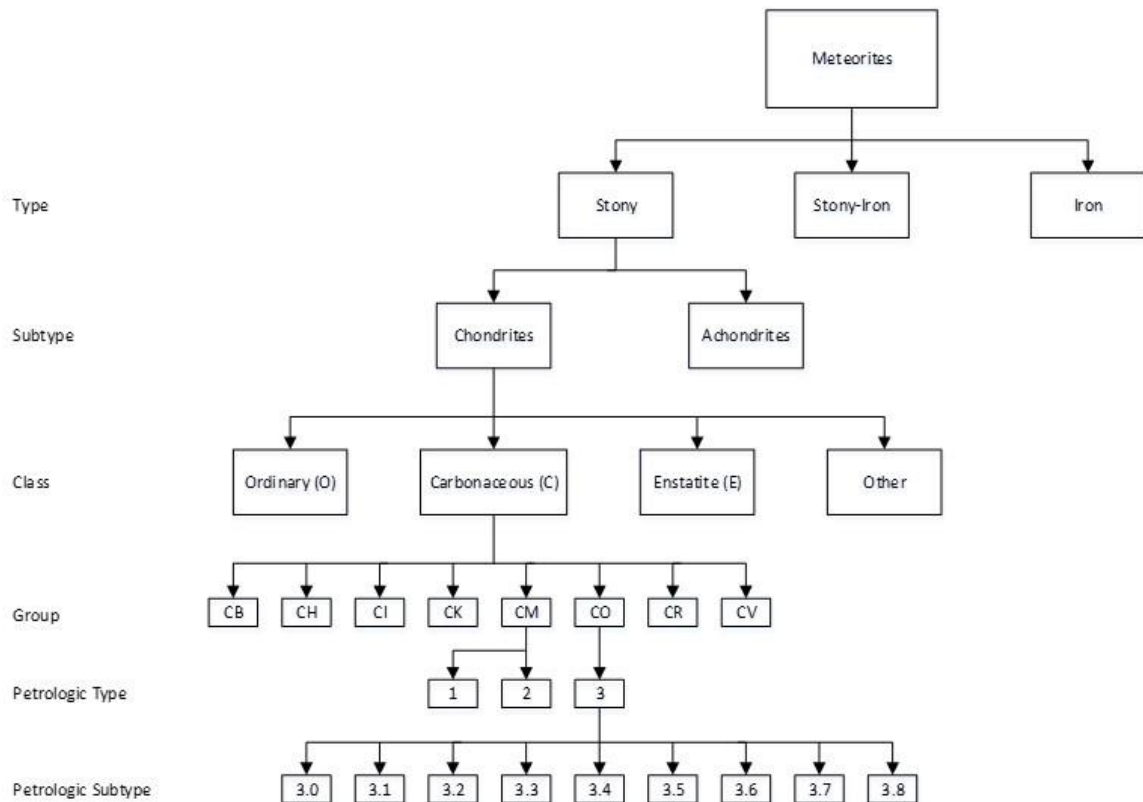 Meteorites
Type
Stony
Stony-Iron
Iron
Subtype
Chondrites
Achondrites
Class
Ordinary (O)
Carbonaceous (C)
Enstatite (E)
Other
Group
CB
CH
CI
CK
CM
CO
CR
CV
Petrologic Type
1
2
3
Petrologic Subtype
3.0
3.1
3.2
3.3
3.4
3.5
3.6
3.7
3.8